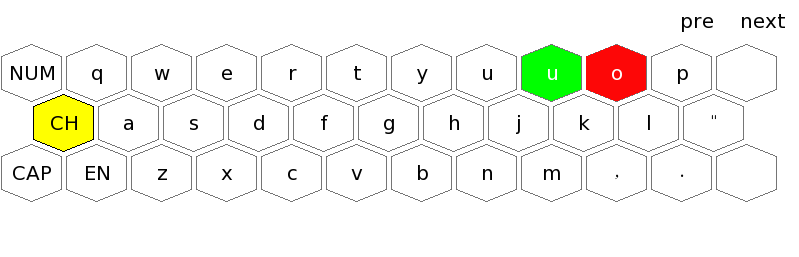 pre next
NUM q w e r t y u u o p
CH a s d f g h j k l "
CAP EN z x c v b n m , .